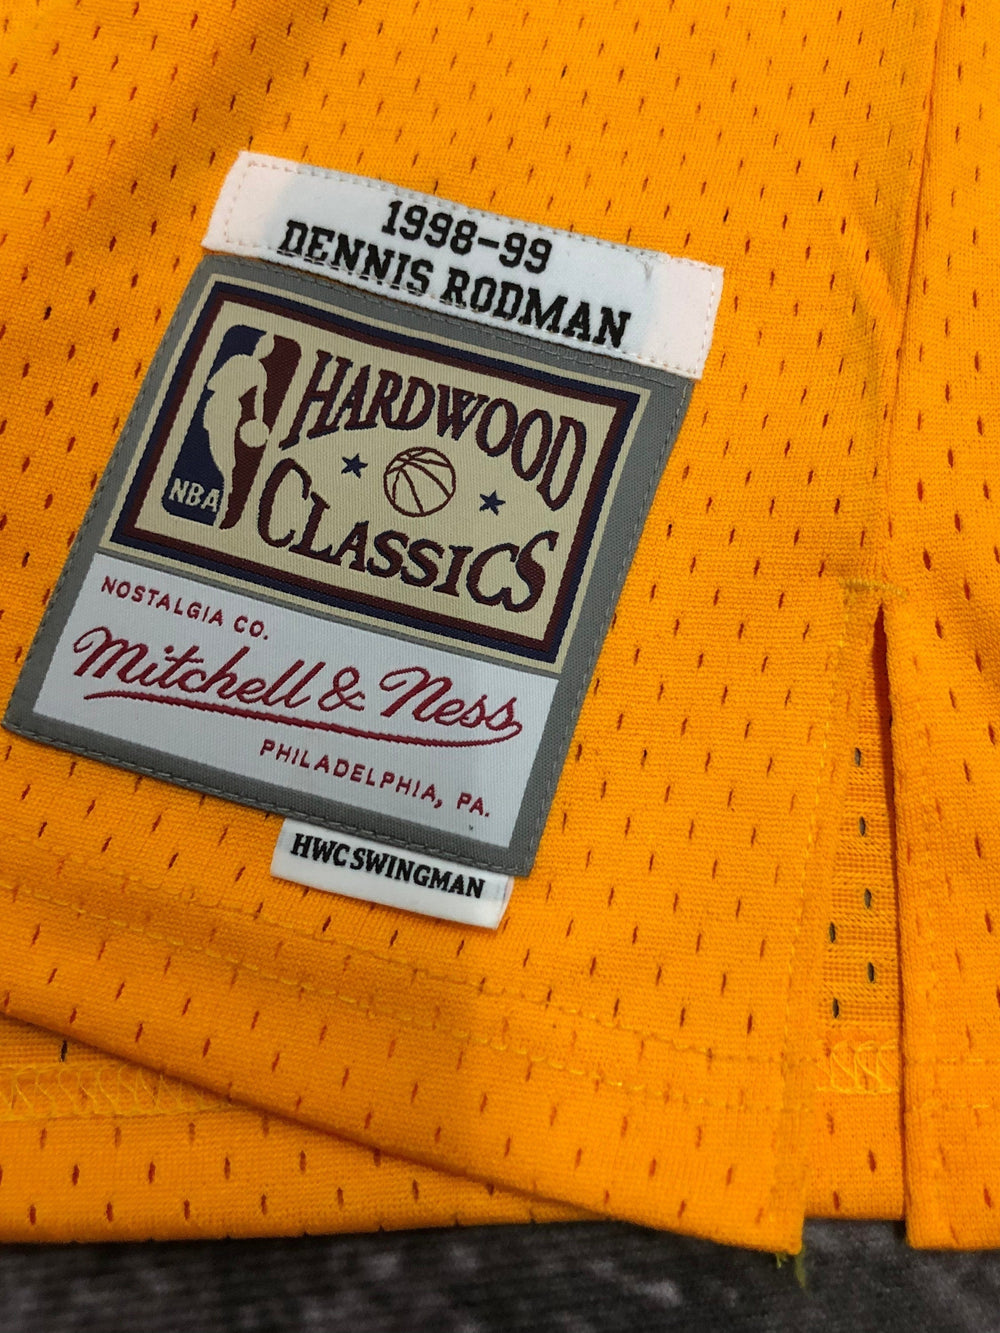 1998-99
DENNIS RODMAN
NBA
HARDWOOD
CLASSICS
NOSTALGIA CO.
Mitchell & Ness
PHILADELPHIA, PA.
HWC SWINGMAN